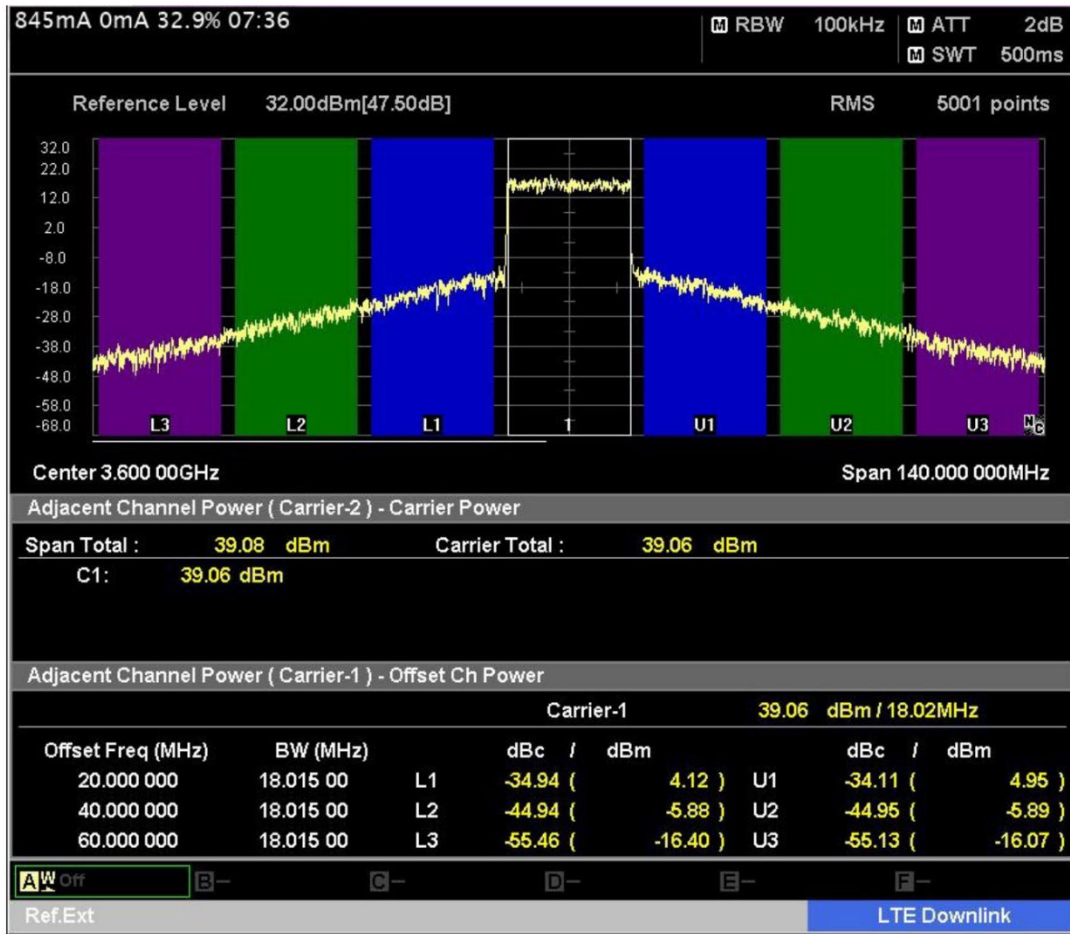 845mA 0mA 32.9% 07:36
M RBW 100kHz M ATT 2dB
M SWT 500ms
Reference Level 32.00dBm[47.50dB] RMS 5001 points
32.0
22.0
12.0
2.0
-8.0
-18.0
-28.0
-38.0
-48.0
-58.0
-68.0
L3 L2 L1 1 U1 U2 U3 NC
Center 3.600 00GHz Span 140.000 000MHz
Adjacent Channel Power ( Carrier-2 ) - Carrier Power
Span Total : 39.08 dBm Carrier Total : 39.06 dBm
C1: 39.06 dBm
Adjacent Channel Power ( Carrier-1 ) - Offset Ch Power
Carrier-1 39.06 dBm / 18.02MHz
Offset Freq (MHz) BW (MHz) dBc / dBm dBc / dBm
20.000 000 18.015 00 L1 -34.94 ( 4.12 ) U1 -34.11 ( 4.95 )
40.000 000 18.015 00 L2 -44.94 ( -5.88 ) U2 -44.95 ( -5.89 )
60.000 000 18.015 00 L3 -55.46 ( -16.40 ) U3 -55.13 ( -16.07 )
A W Off B - C - D - E - F -
Ref.Ext LTE Downlink